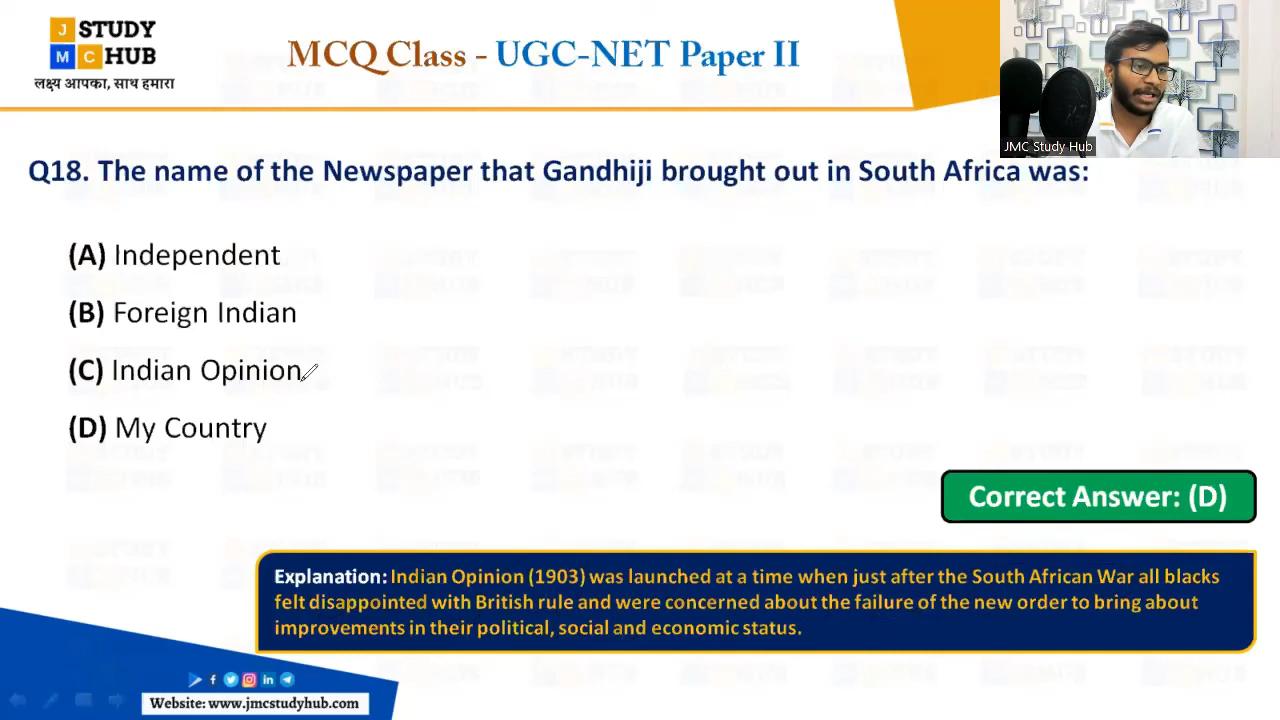 J STUDY
M C HUB
लक्ष्य आपका, साथ हमारा
MCQ Class - UGC-NET Paper II
JMC Study Hub
Q18. The name of the Newspaper that Gandhiji brought out in South Africa was:
(A) Independent
(B) Foreign Indian
(C) Indian Opinion
(D) My Country
Correct Answer: (D)
Explanation: Indian Opinion (1903) was launched at a time when just after the South African War all blacks
felt disappointed with British rule and were concerned about the failure of the new order to bring about
improvements in their political, social and economic status.
Website: www.jmcstudyhub.com